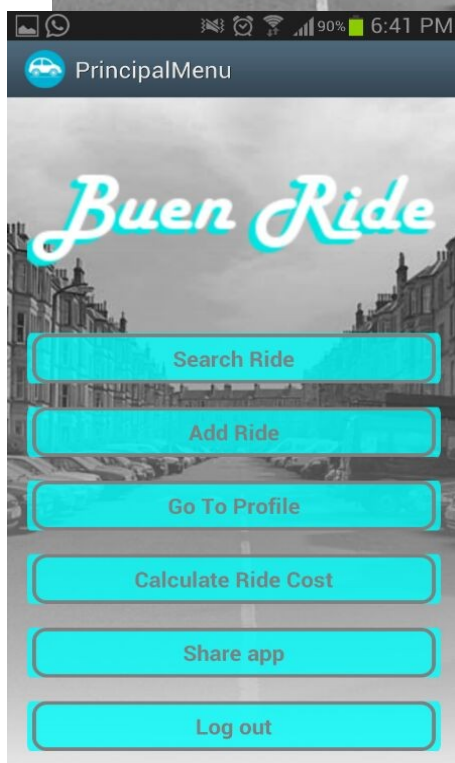 90% 6:41 PM
PrincipalMenu
Buen Ride
Search Ride
Add Ride
Go To Profile
Calculate Ride Cost
Share app
Log out